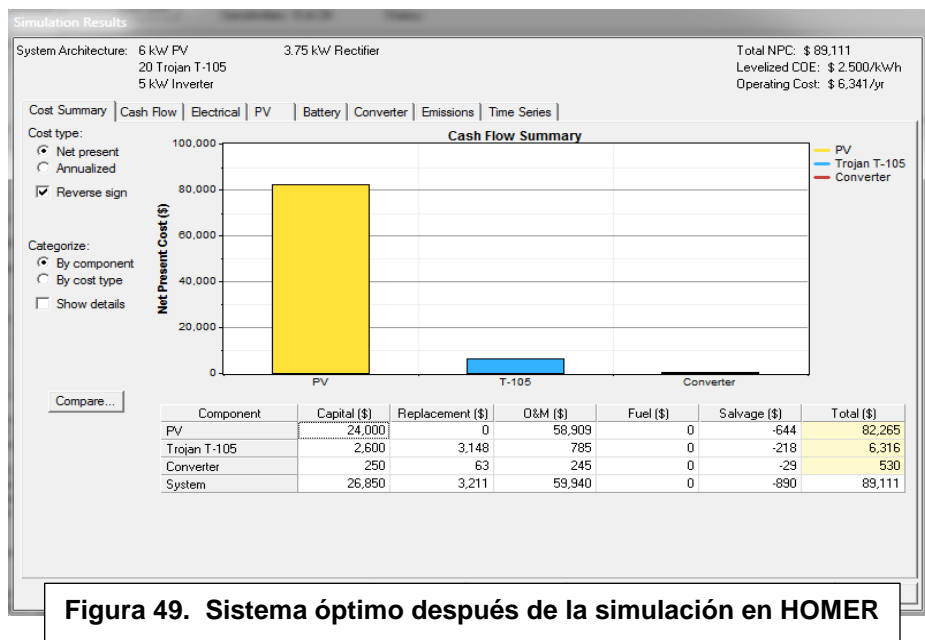 Simulation Results
System Architecture: 6 kW PV 3.75 kW Rectifier
20 Trojan T-105
5 kW Inverter
Total NPC: $ 89,111
Levelized COE: $ 2.500/kWh
Operating Cost: $ 6,341/yr
Cost Summary Cash Flow Electrical PV Battery Converter Emissions Time Series
Cost type:
Net present
Annualized
Reverse sign
Categorize:
By component
By cost type
Show details
Compare...
Cash Flow Summary
Net Present Cost ($)
100,000
80,000
60,000
40,000
20,000
0
PV T-105 Converter
PV
Trojan T-105
Converter
Component Capital ($) Replacement ($) O&M ($) Fuel ($) Salvage ($) Total ($)
PV 24,000 0 58,909 0 -644 82,265
Trojan T-105 2,600 3,148 785 0 -218 6,316
Converter 250 63 245 0 -29 530
System 26,850 3,211 59,940 0 -890 89,111
Figura 49. Sistema óptimo después de la simulación en HOMER